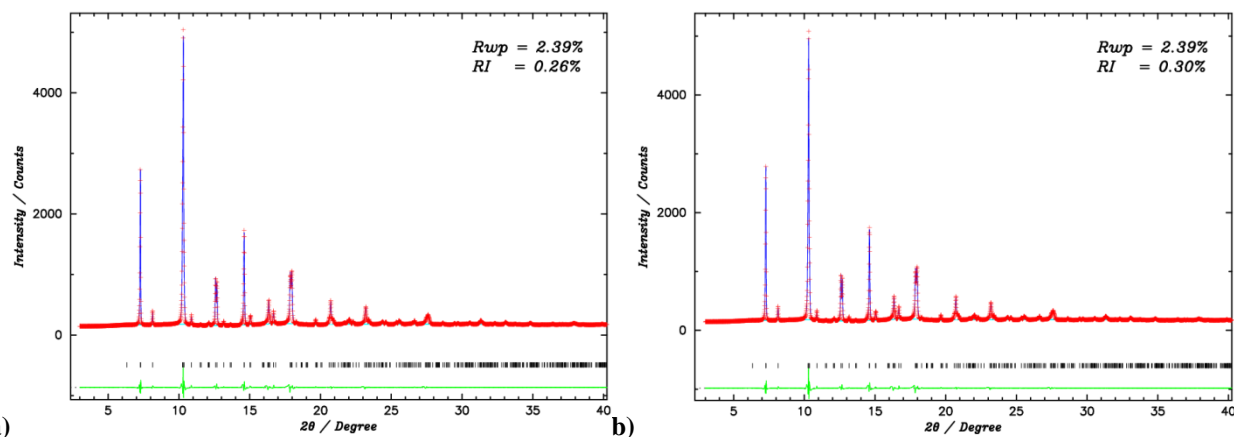 Rwp = 2.39%
RI = 0.26%
4000
2000
0
Intensity / Counts
5 10 15 20 25 30 35 40
2θ / Degree
a)
Rwp = 2.39%
RI = 0.30%
4000
2000
0
Intensity / Counts
5 10 15 20 25 30 35 40
2θ / Degree
b)